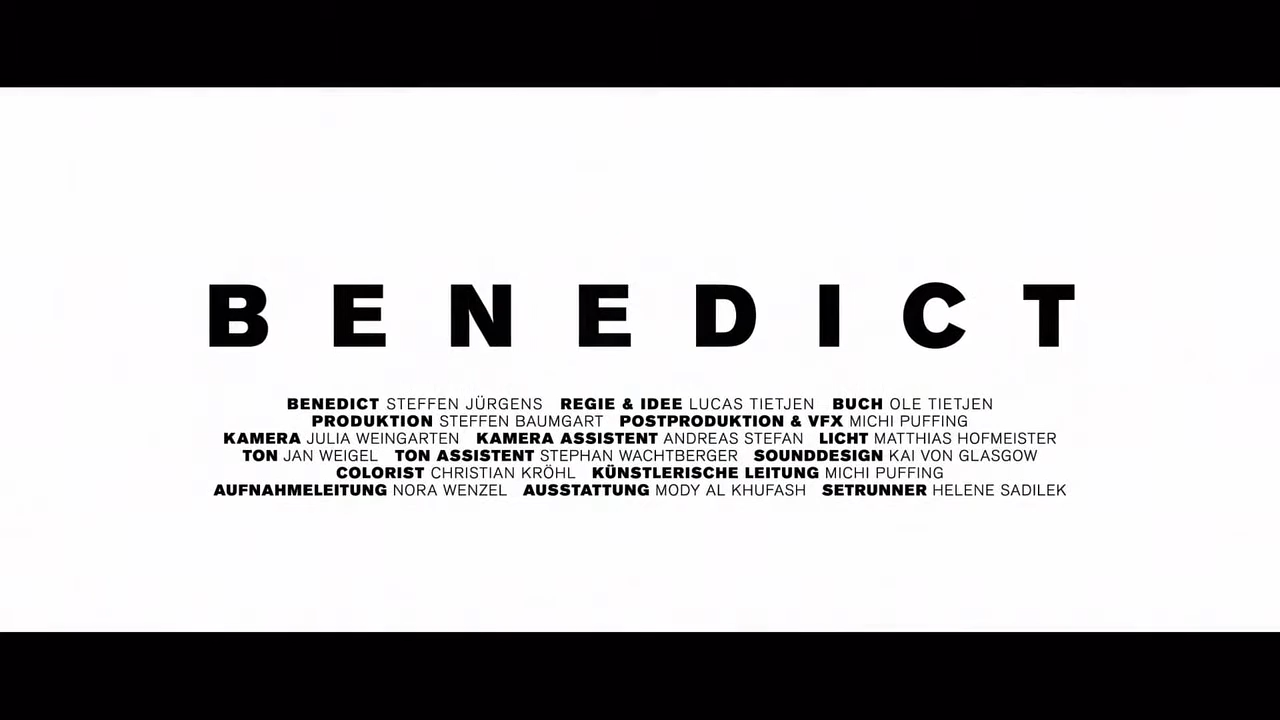 BENEDICT
BENEDICT STEFFEN JÜRGENS REGIE & IDEE LUCAS TIETJEN BUCH OLE TIETJEN
PRODUKTION STEFFEN BAUMGART POSTPRODUKTION & VFX MICHI PUFFING
KAMERA JULIA WEINGARTEN KAMERA ASSISTENT ANDREAS STEFAN LICHT MATTHIAS HOFMEISTER
TON JAN WEIGEL TON ASSISTENT STEPHAN WACHTBERGER SOUNDDESIGN KAI VON GLASGOW
COLORIST CHRISTIAN KRÖHL KÜNSTLERISCHE LEITUNG MICHI PUFFING
AUFNAHMELEITUNG NORA WENZEL AUSSTATTUNG MODY AL KHUFASH SETRUNNER HELENE SADILEK